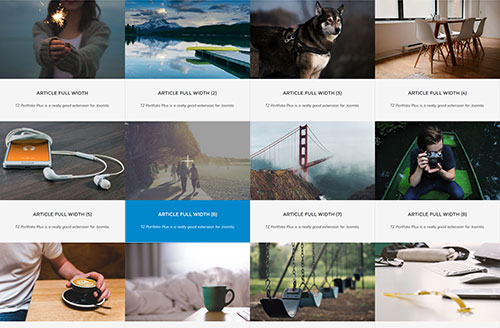 ARTICLE FULL WIDTH
TZ Portfolio Plus is a really good extension for Joomla
ARTICLE FULL WIDTH (2)
TZ Portfolio Plus is a really good extension for Joomla
ARTICLE FULL WIDTH (3)
TZ Portfolio Plus is a really good extension for Joomla
ARTICLE FULL WIDTH (4)
TZ Portfolio Plus is a really good extension for Joomla
ARTICLE FULL WIDTH (5)
TZ Portfolio Plus is a really good extension for Joomla
ARTICLE FULL WIDTH (6)
TZ Portfolio Plus is a really good extension for Joomla
ARTICLE FULL WIDTH (7)
TZ Portfolio Plus is a really good extension for Joomla
ARTICLE FULL WIDTH (8)
TZ Portfolio Plus is a really good extension for Joomla